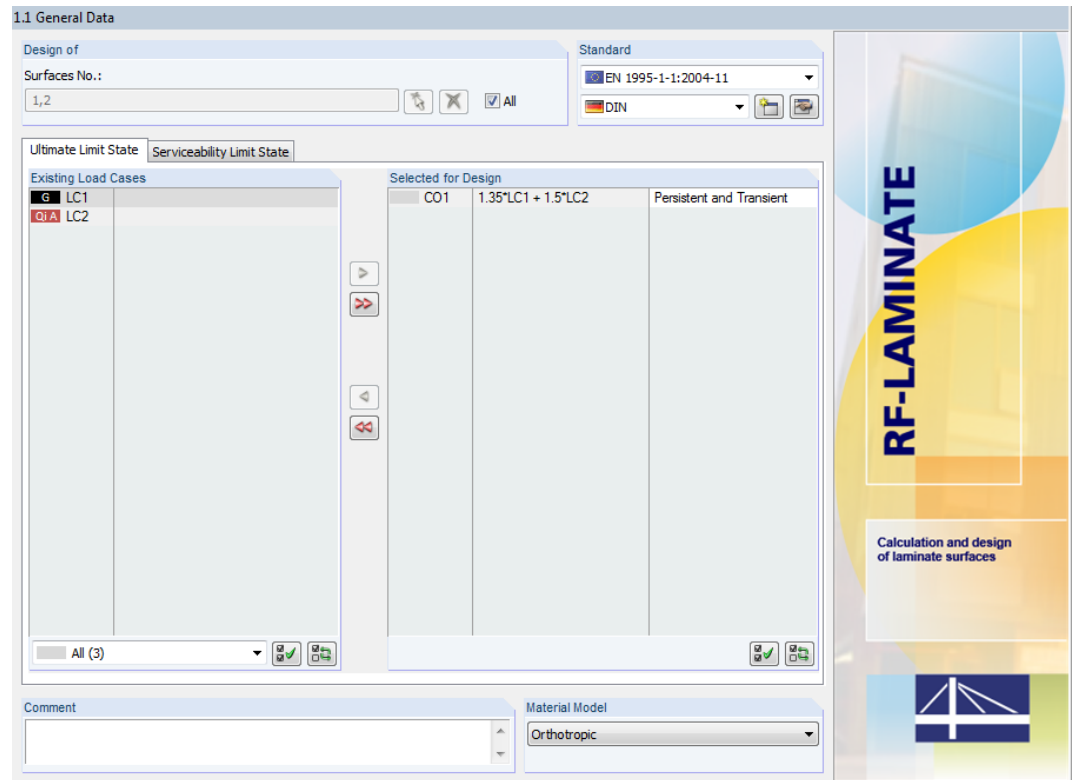 1.1 General Data
Design of
Surfaces No.:
1,2
All
Standard
EN 1995-1-1:2004-11
DIN
Ultimate Limit State
Serviceability Limit State
Existing Load Cases
G LC1
Qi A LC2
Selected for Design
CO1 1.35*LC1 + 1.5*LC2 Persistent and Transient
All (3)
Comment
Material Model
Orthotropic
RF-LAMINATE
Calculation and design
of laminate surfaces